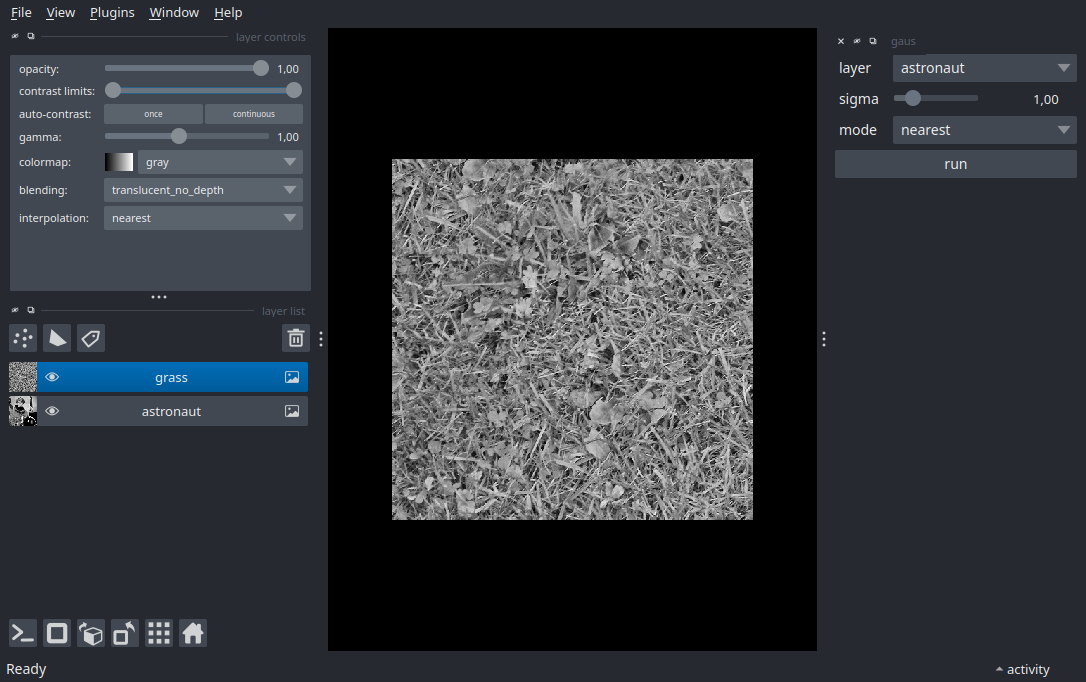 File View Plugins Window Help
layer controls
opacity: 1,00
contrast limits:
auto-contrast: once continuous
gamma: 1,00
colormap: gray
blending: translucent_no_depth
interpolation: nearest
layer list
grass
astronaut
Ready
gaus
layer astronaut
sigma 1,00
mode nearest
run
activity